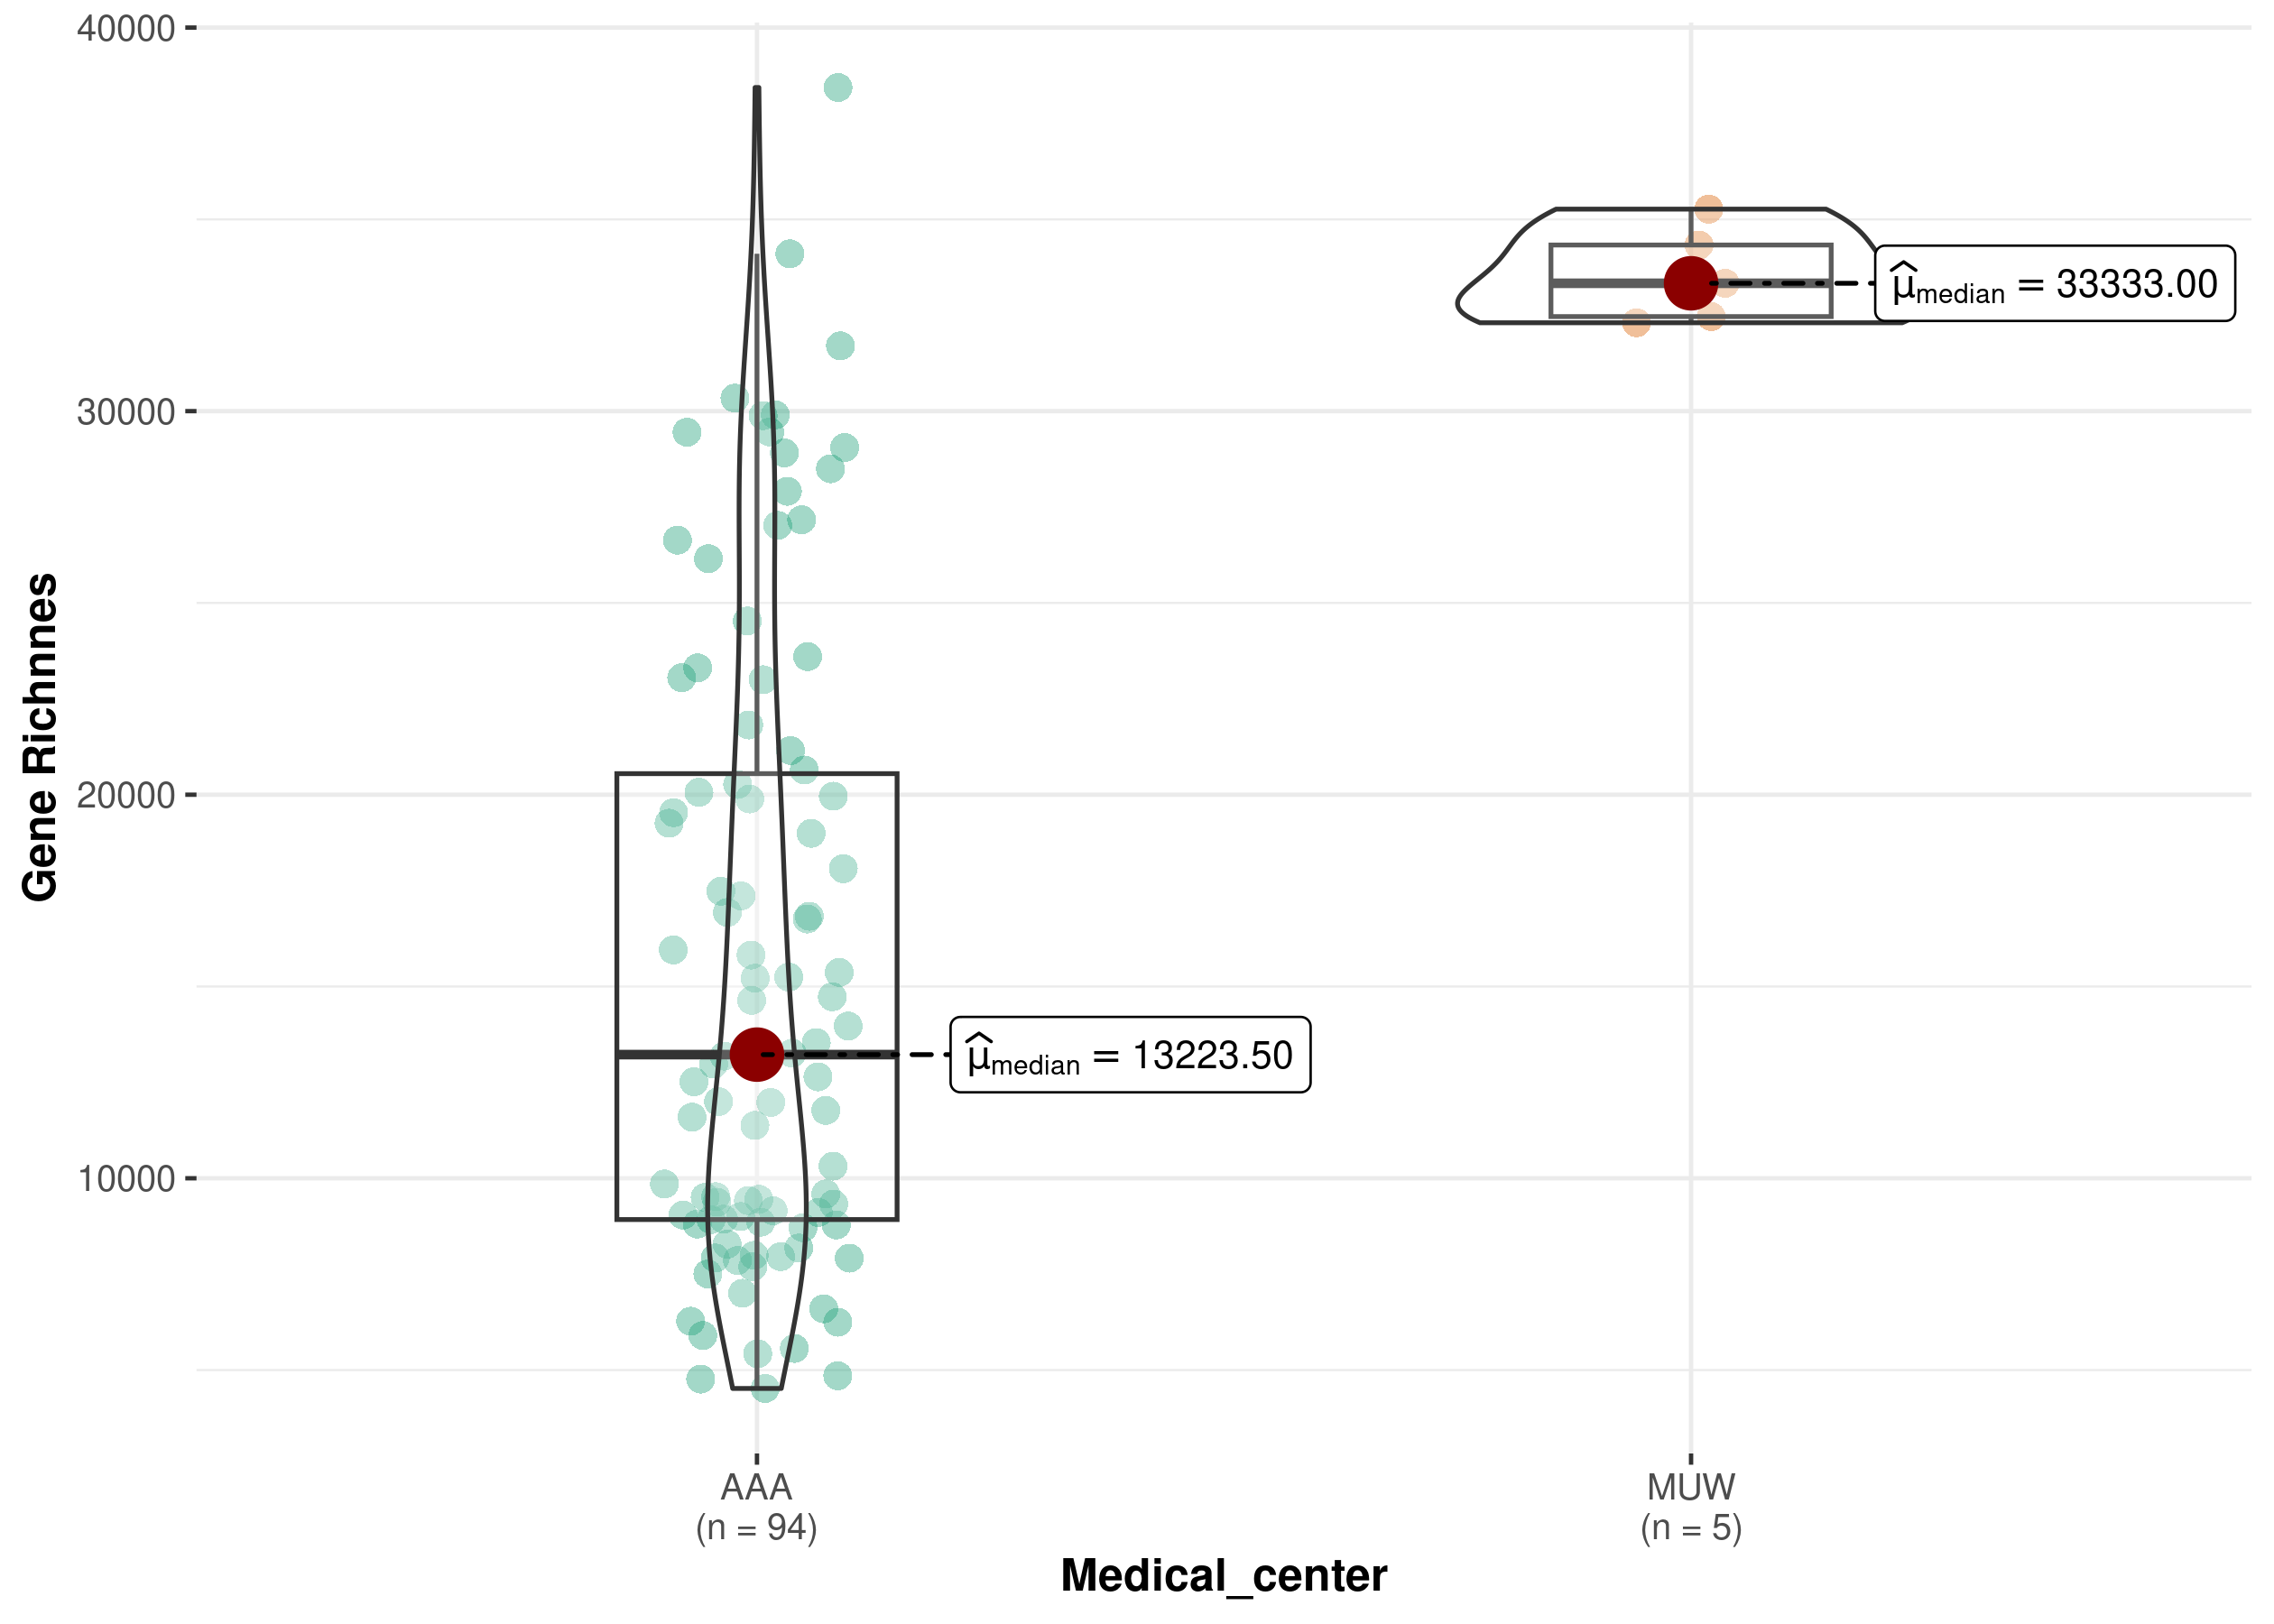 40000
30000
20000
10000
Gene Richnnes
μ̂median = 33333.00
μ̂median = 13223.50
AAA
(n = 94)
MUW
(n = 5)
Medical_center